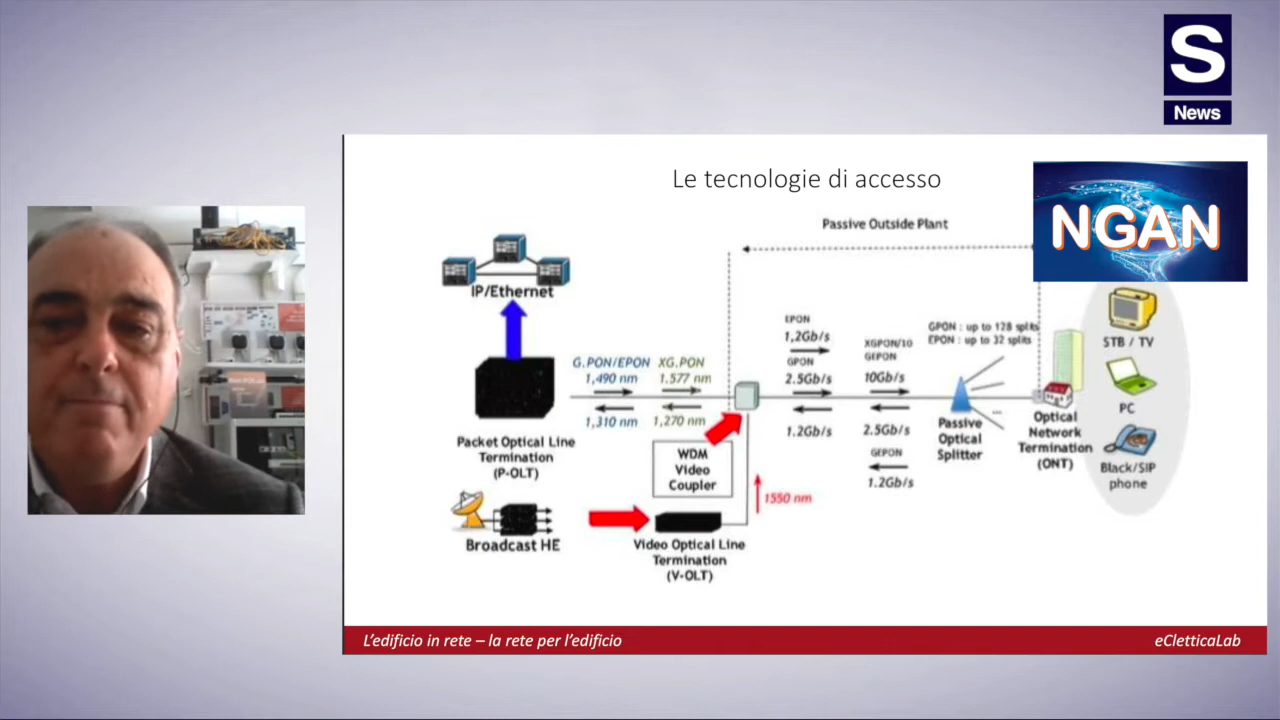 S
News
Le tecnologie di accesso
NGAN
Passive Outside Plant
IP/Ethernet
EPON
1,2Gb/s
GPON
2.5Gb/s
1.2Gb/s
XGPON/10
GEPON
10Gb/s
2.5Gb/s
GEPON
1.2Gb/s
GPON : up to 128 splits
EPON : up to 32 splits
STB / TV
PC
Black/SIP
phone
G.PON/EPON
1,490 nm
1,310 nm
XG.PON
1.577 nm
1,270 nm
Packet Optical Line
Termination
(P-OLT)
WDM
Video
Coupler
Passive
Optical
Splitter
Optical
Network
Termination
(ONT)
1550 nm
Broadcast HE
Video Optical Line
Termination
(V-OLT)
...
L'edificio in rete – la rete per l'edificio
eCletticaLab